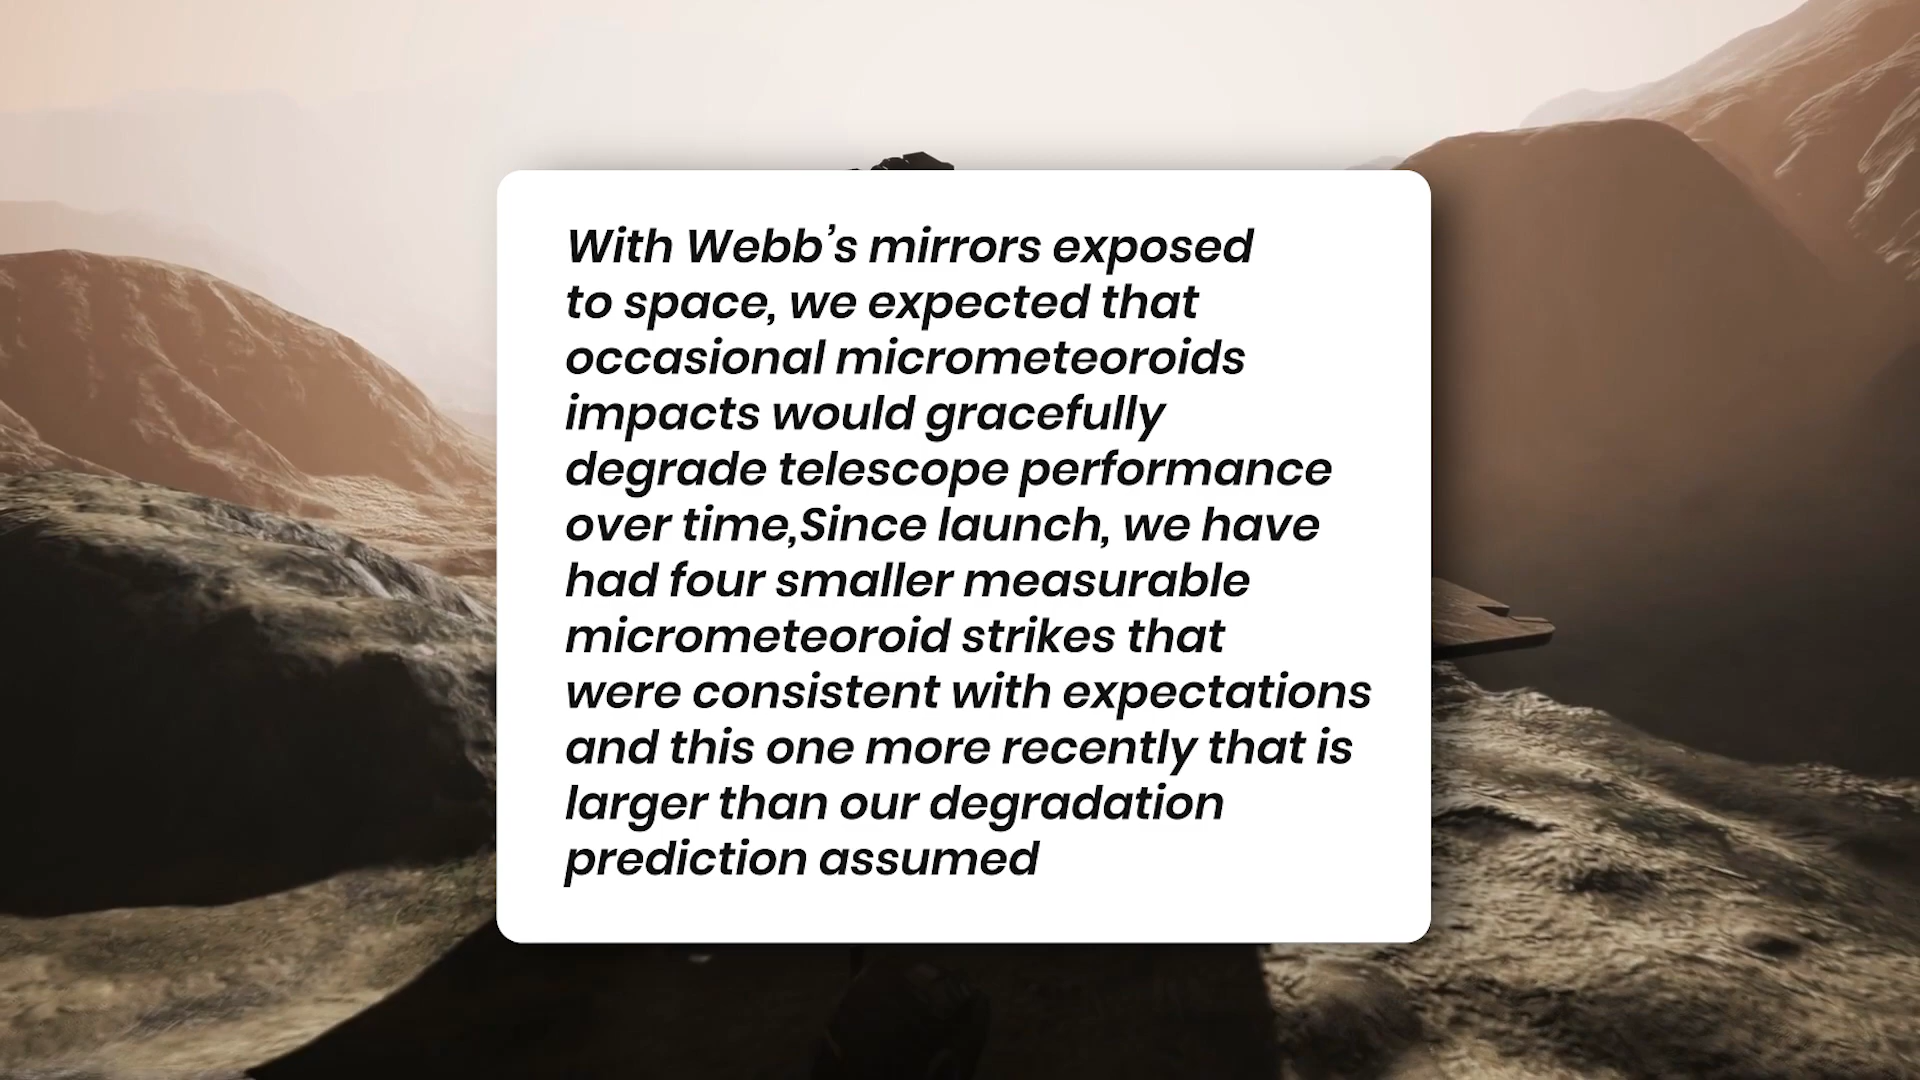 With Webb’s mirrors exposed
to space, we expected that
occasional micrometeoroids
impacts would gracefully
degrade telescope performance
over time,Since launch, we have
had four smaller measurable
micrometeoroid strikes that
were consistent with expectations
and this one more recently that is
larger than our degradation
prediction assumed